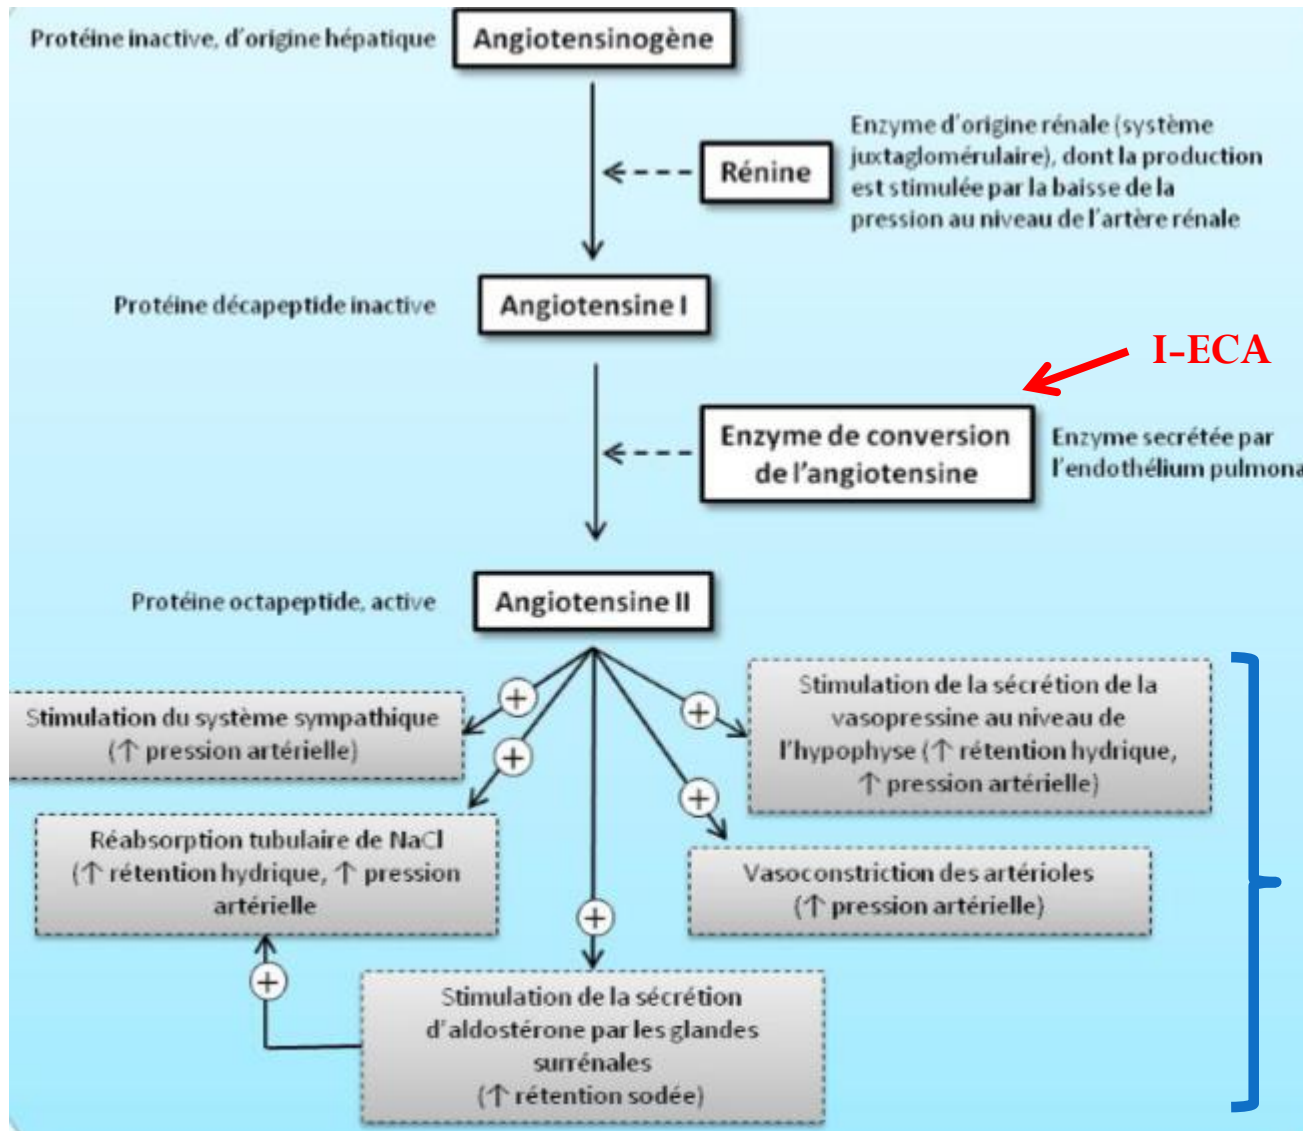 Protéine inactive, d'origine hépatique
Angiotensinogène
Enzyme d'origine rénale (système
juxtaglomérulaire), dont la production
est stimulée par la baisse de la
pression au niveau de l'artère rénale
Rénine
Protéine décapeptide inactive
Angiotensine I
I-ECA
Enzyme de conversion
de l'angiotensine
Enzyme secrétée par
l'endothélium pulmona
Protéine octapeptide, active
Angiotensine II
Stimulation du système sympathique
(↑ pression artérielle)
+
+
+
+
+
Stimulation de la sécrétion de la
vasopressine au niveau de
l'hypophyse (↑ rétention hydrique,
↑ pression artérielle)
Réabsorption tubulaire de NaCl
(↑ rétention hydrique, ↑ pression
artérielle
Vasoconstriction des artérioles
(↑ pression artérielle)
+
Stimulation de la sécrétion
d'aldostérone par les glandes
surrénales
(↑ rétention sodée)